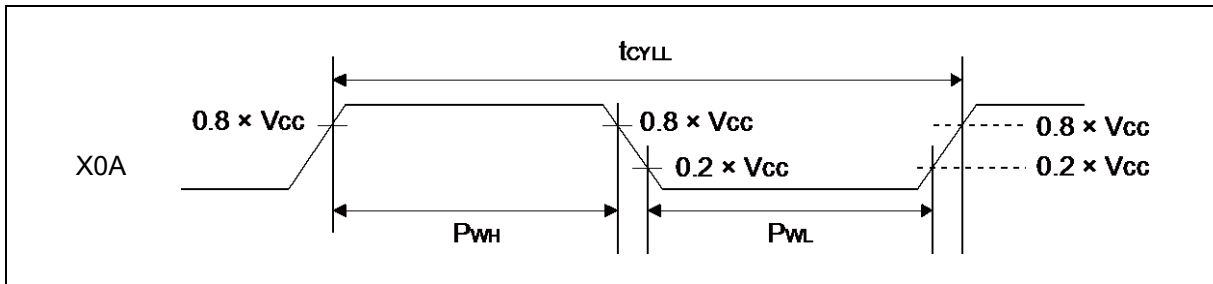 tCYLL
0.8 × Vcc
0.8 × Vcc
0.8 × Vcc
X0A
0.2 × Vcc
0.2 × Vcc
PWH
PWL